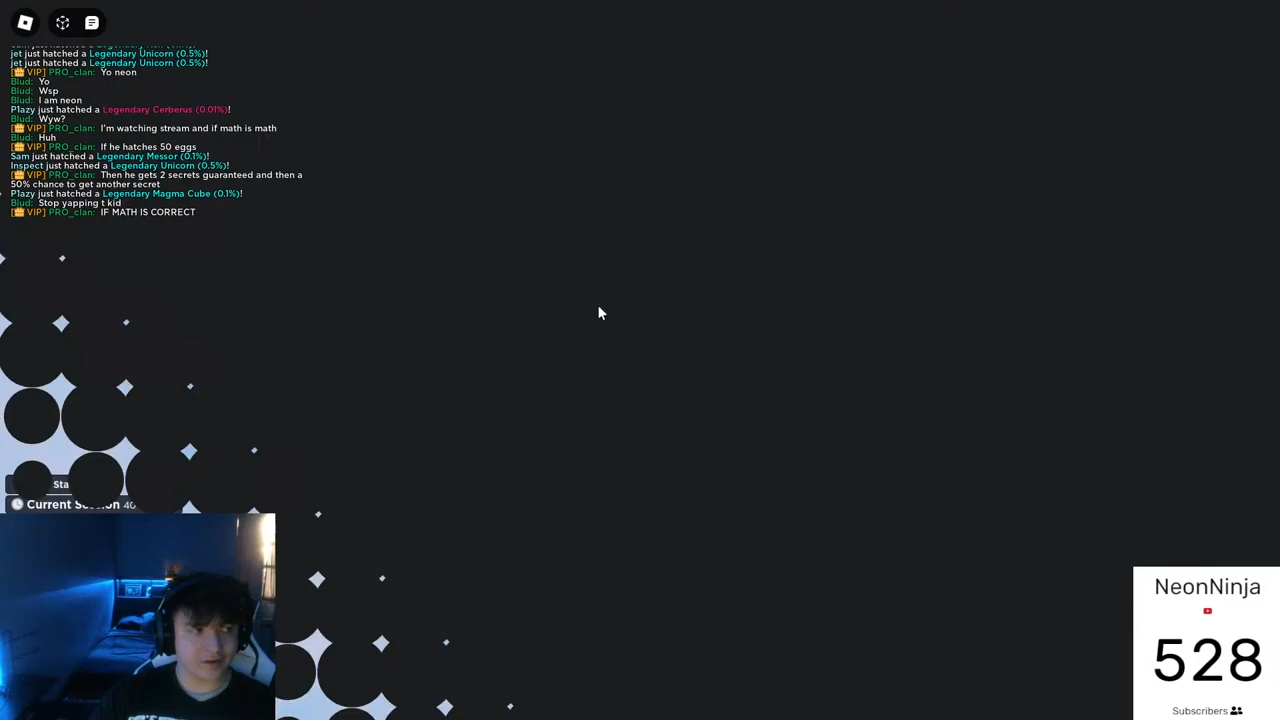 jet just hatched a Legendary Unicorn (0.5%)!
jet just hatched a Legendary Unicorn (0.5%)!
[VIP] PRO_clan: Yo neon
Blud: Yo
Blud: Wsp
Blud: I am neon
P1azy just hatched a Legendary Cerberus (0.01%)!
Blud: Wyw?
[VIP] PRO_clan: I'm watching stream and if math is math
Blud: Huh
[VIP] PRO_clan: If he hatches 50 eggs
Sam just hatched a Legendary Messor (0.1%)!
Inspect just hatched a Legendary Unicorn (0.5%)!
[VIP] PRO_clan: Then he gets 2 secrets guaranteed and then a
50% chance to get another secret
P1azy just hatched a Legendary Magma Cube (0.1%)!
Blud: Stop yapping t kid
[VIP] PRO_clan: IF MATH IS CORRECT
Sta
Current Session 40
NeonNinja
528
Subscribers